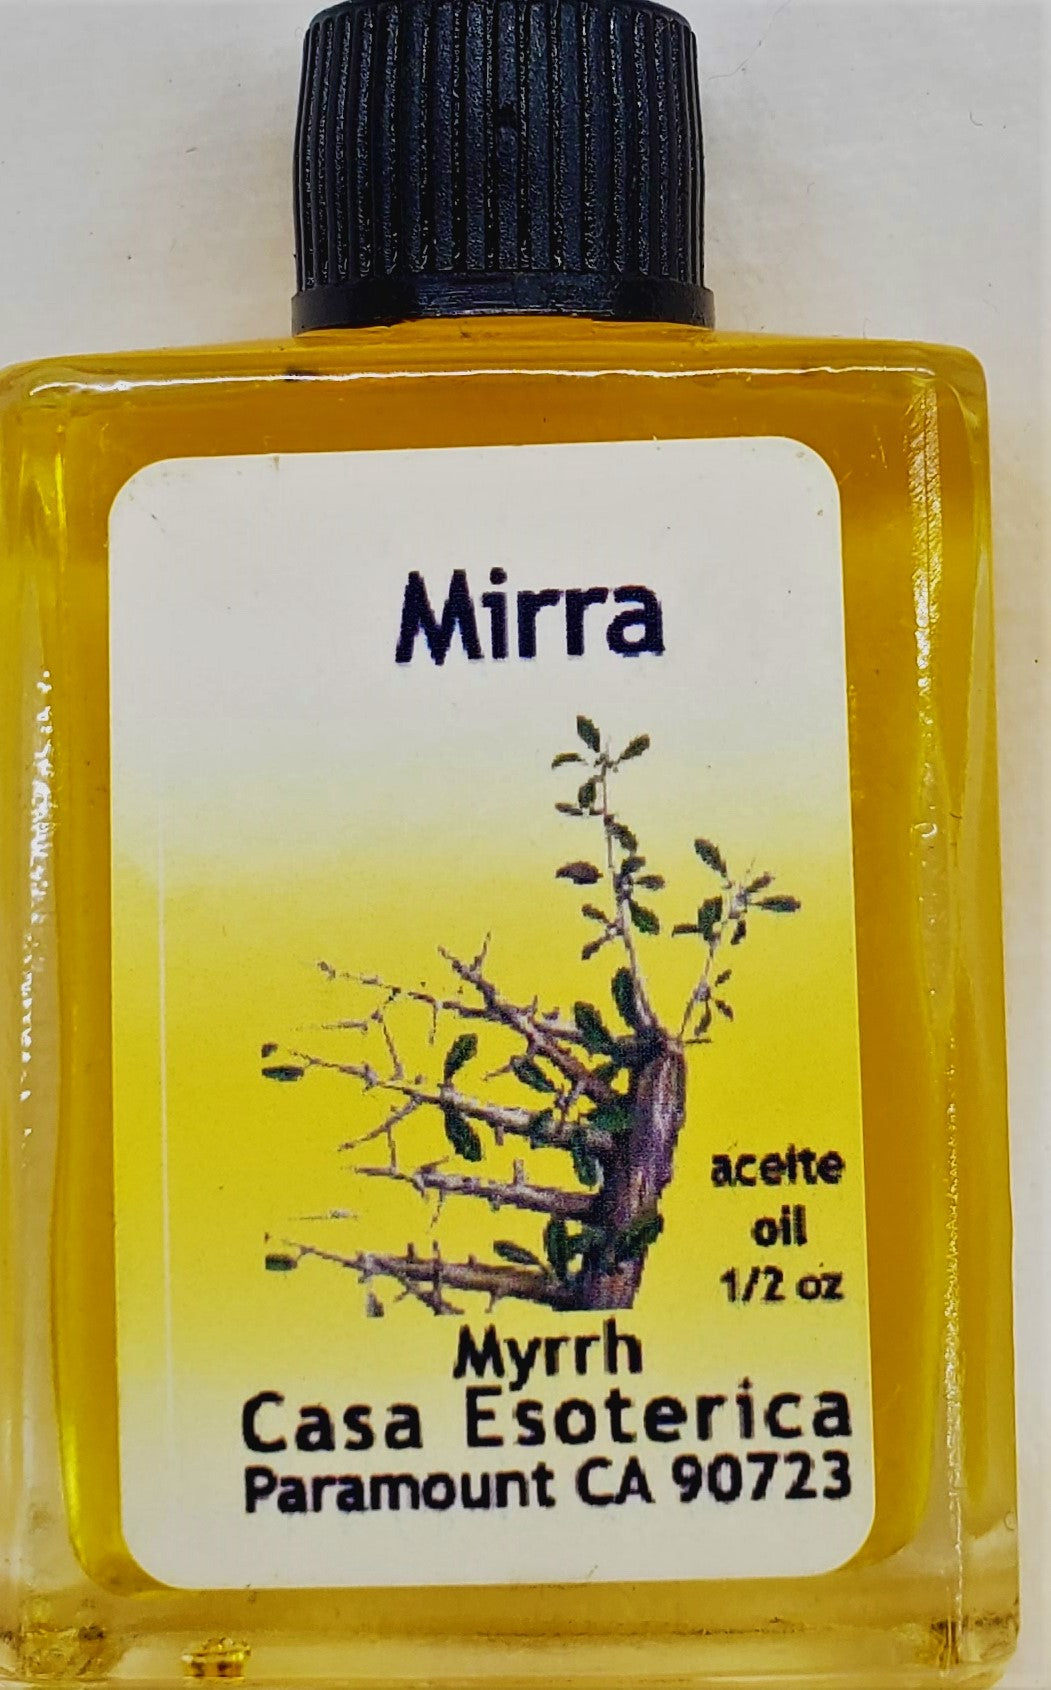 Mirra
aceite
oil
1/2 oz
Myrrh
Casa Esoterica
Paramount CA 90723